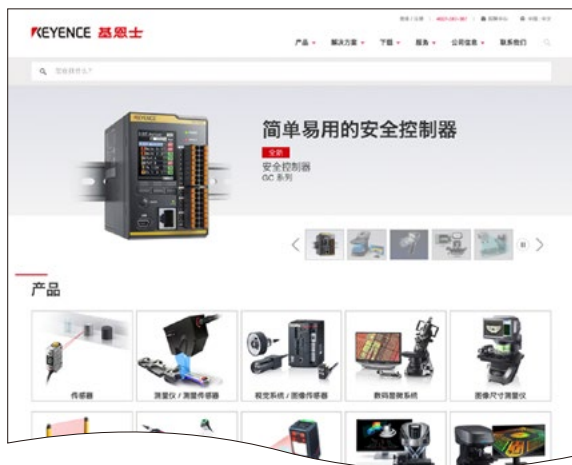 KEYENCE 基恩士
产品
解决方案
下载
服务
公司信息
联系我们
KEYENCE
简单易用的安全控制器
全新
安全控制器
GC 系列
产品
传感器
测量仪 / 测量传感器
视觉系统 / 图像传感器
数码显微系统
图像尺寸测量仪